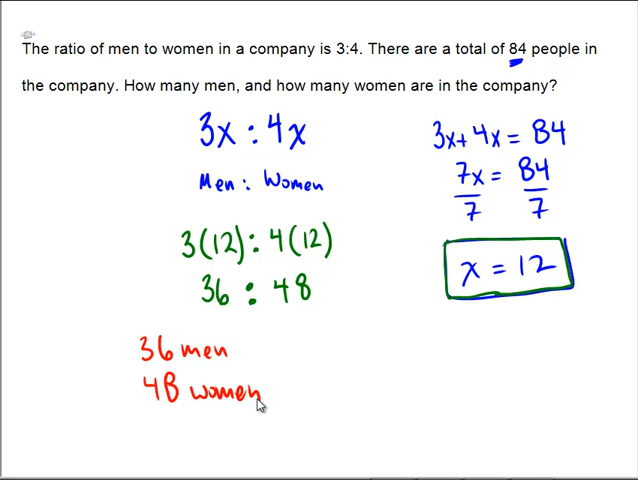 The ratio of men to women in a company is 3:4. There are a total of 84 people in
the company. How many men, and how many women are in the company?
3x : 4x
Men : Women
3(12) : 4(12)
36 : 48
36 men
48 women
3x+4x = 84
7x = 84
7 7
x = 12